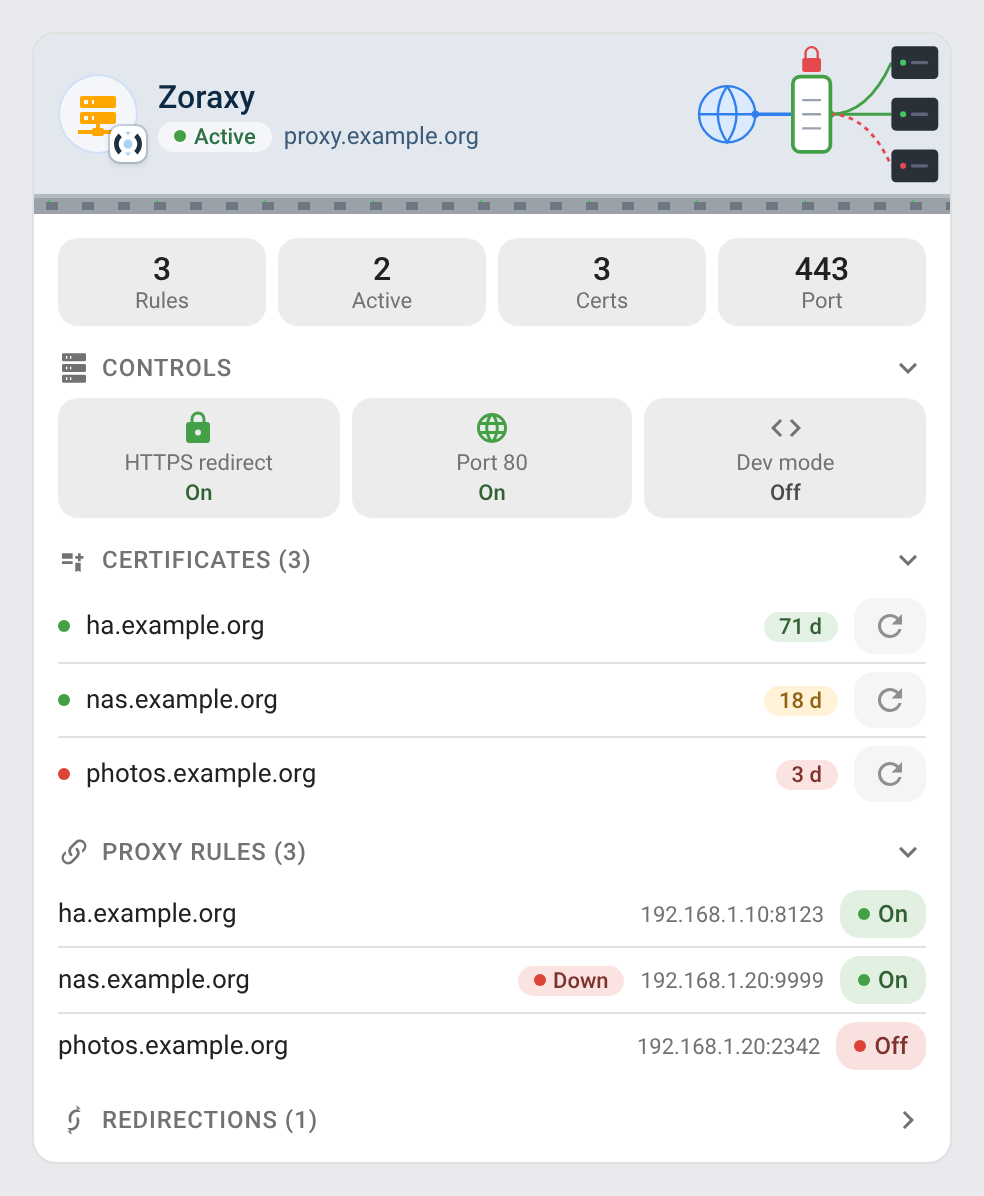 Zoraxy
Active proxy.example.org
3 2 3 443
Rules Active Certs Port
CONTROLS
HTTPS redirect Port 80 Dev mode
On On Off
CERTIFICATES (3)
ha.example.org 71 d
nas.example.org 18 d
photos.example.org 3 d
PROXY RULES (3)
ha.example.org 192.168.1.10:8123 On
nas.example.org Down 192.168.1.20:9999 On
photos.example.org 192.168.1.20:2342 Off
REDIRECTIONS (1)